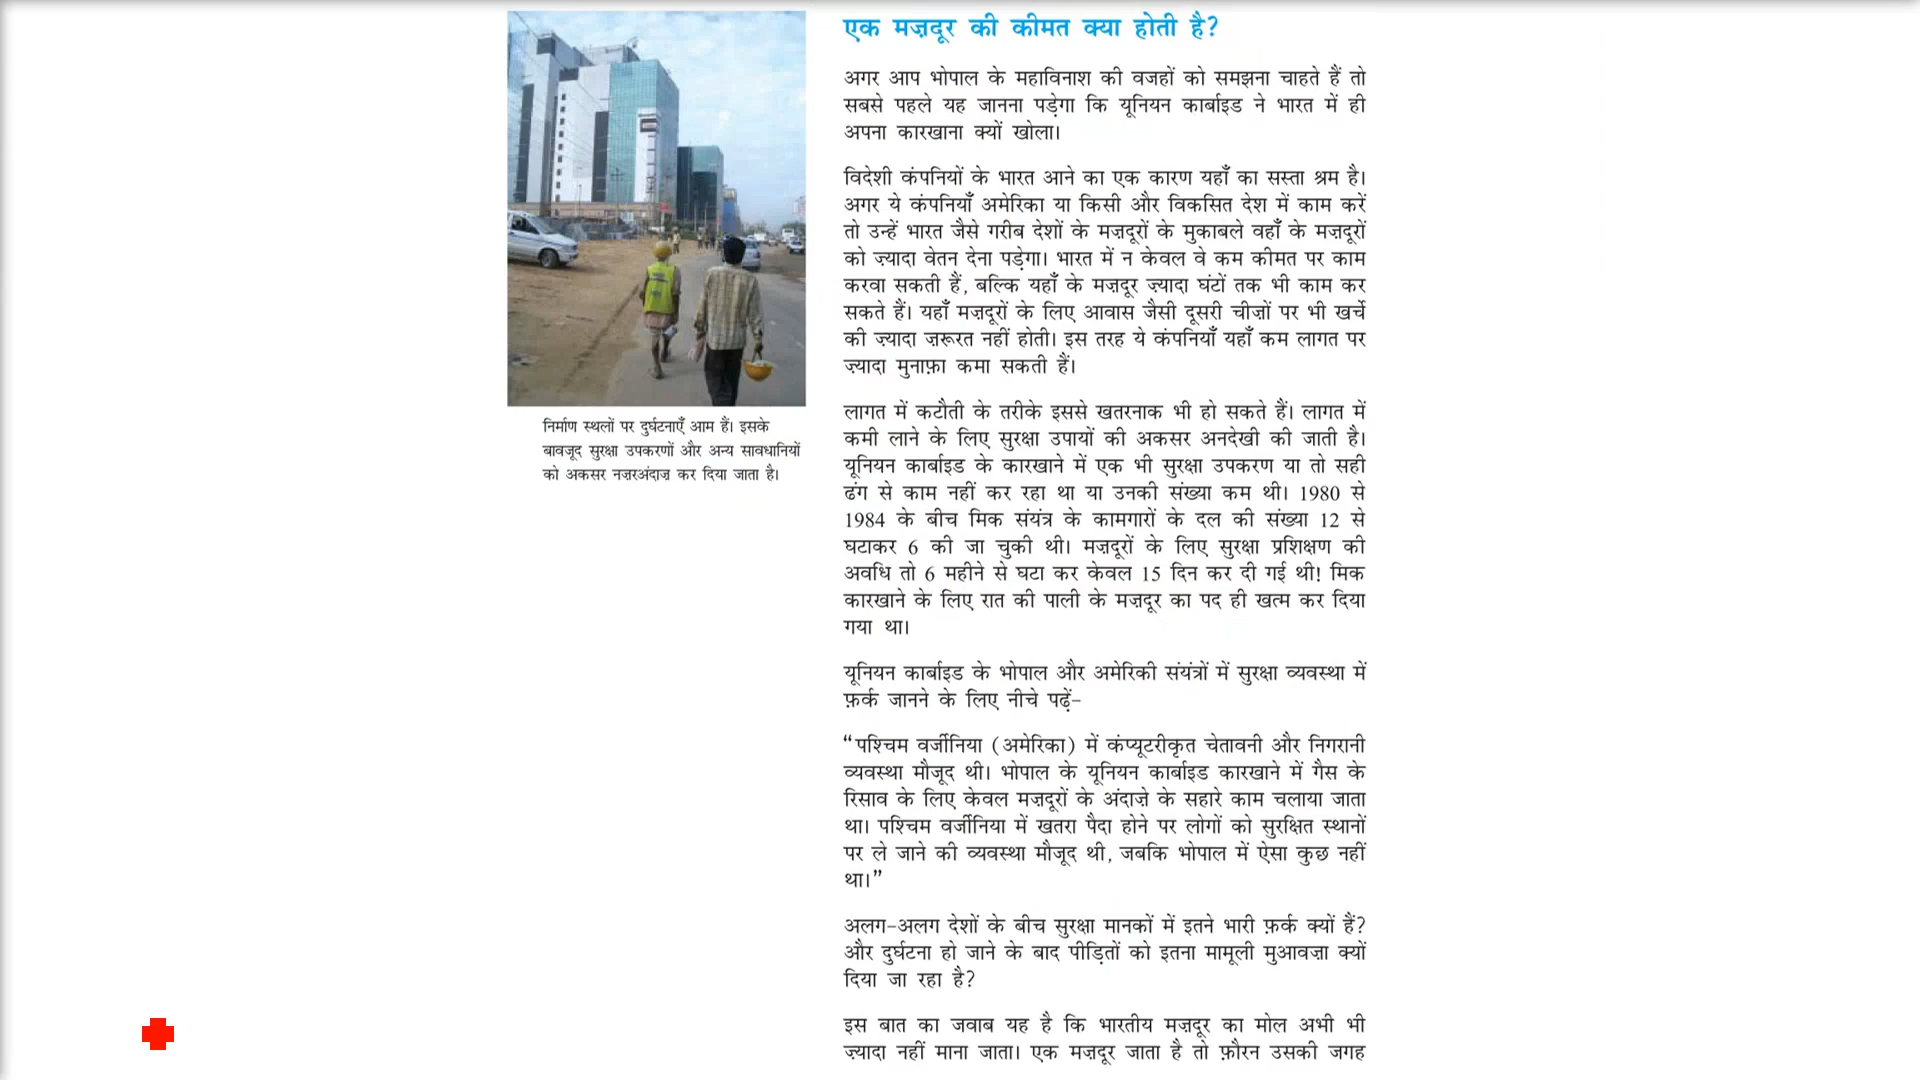 एक मज़दूर की कीमत क्या होती है?
अगर आप भोपाल के महाविनाश की वजहों को समझना चाहते हैं तो
सबसे पहले यह जानना पड़ेगा कि यूनियन कार्बाइड ने भारत में ही
अपना कारखाना क्यों खोला।
विदेशी कंपनियों के भारत आने का एक कारण यहाँ का सस्ता श्रम है।
अगर ये कंपनियाँ अमेरिका या किसी और विकसित देश में काम करें
तो उन्हें भारत जैसे गरीब देशों के मज़दूरों के मुकाबले वहाँ के मज़दूरों
को ज़्यादा वेतन देना पड़ेगा। भारत में न केवल वे कम कीमत पर काम
करवा सकती हैं, बल्कि यहाँ के मज़दूर ज़्यादा घंटों तक भी काम कर
सकते हैं। यहाँ मज़दूरों के लिए आवास जैसी दूसरी चीज़ों पर भी खर्चे
की ज़्यादा ज़रूरत नहीं होती। इस तरह ये कंपनियाँ यहाँ कम लागत पर
ज़्यादा मुनाफ़ा कमा सकती हैं।
लागत में कटौती के तरीके इससे खतरनाक भी हो सकते हैं। लागत में
कमी लाने के लिए सुरक्षा उपायों की अकसर अनदेखी की जाती है।
यूनियन कार्बाइड के कारखाने में एक भी सुरक्षा उपकरण या तो सही
ढंग से काम नहीं कर रहा था या उनकी संख्या कम थी। 1980 से
1984 के बीच मिक संयंत्र के कामगारों के दल की संख्या 12 से
घटाकर 6 की जा चुकी थी। मज़दूरों के लिए सुरक्षा प्रशिक्षण की
अवधि तो 6 महीने से घटा कर केवल 15 दिन कर दी गई थी! मिक
कारखाने के लिए रात की पाली के मज़दूर का पद ही खत्म कर दिया
गया था।
यूनियन कार्बाइड के भोपाल और अमेरिकी संयंत्रों में सुरक्षा व्यवस्था में
फ़र्क जानने के लिए नीचे पढ़ें-
“पश्चिम वर्जीनिया (अमेरिका) में कंप्यूटरीकृत चेतावनी और निगरानी
व्यवस्था मौजूद थी। भोपाल के यूनियन कार्बाइड कारखाने में गैस के
रिसाव के लिए केवल मज़दूरों के अंदाज़े के सहारे काम चलाया जाता
था। पश्चिम वर्जीनिया में खतरा पैदा होने पर लोगों को सुरक्षित स्थानों
पर ले जाने की व्यवस्था मौजूद थी, जबकि भोपाल में ऐसा कुछ नहीं
था।”
अलग-अलग देशों के बीच सुरक्षा मानकों में इतने भारी फ़र्क क्यों हैं?
और दुर्घटना हो जाने के बाद पीड़ितों को इतना मामूली मुआवज़ा क्यों
दिया जा रहा है?
इस बात का जवाब यह है कि भारतीय मज़दूर का मोल अभी भी
ज़्यादा नहीं माना जाता। एक मज़दूर जाता है तो फ़ौरन उसकी जगह
निर्माण स्थलों पर दुर्घटनाएँ आम हैं। इसके
बावजूद सुरक्षा उपकरणों और अन्य सावधानियों
को अकसर नज़रअंदाज़ कर दिया जाता है।